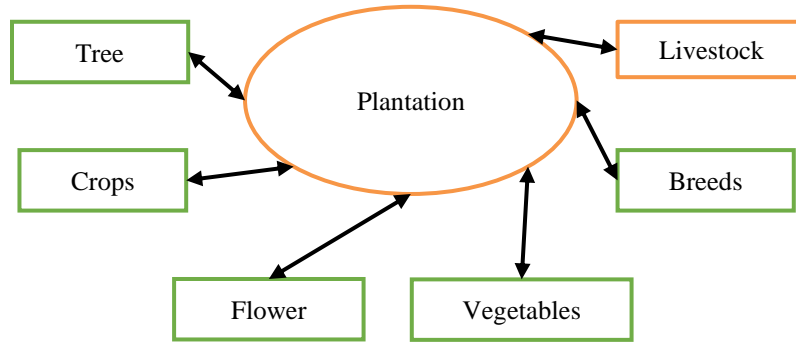 Tree
Livestock
Plantation
Crops
Breeds
Flower
Vegetables